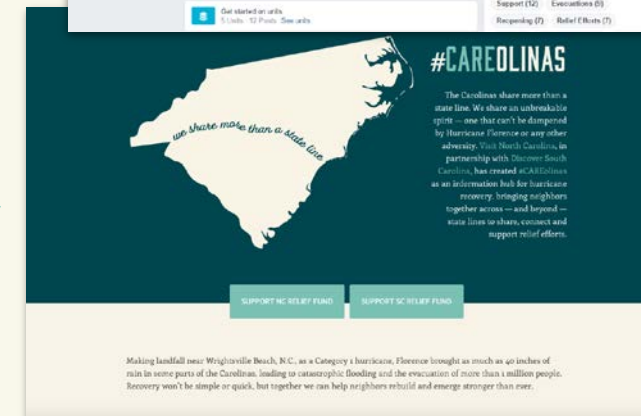 Get started on units
5 Units · 12 Posts See units
Support (12) Evacuations (9)
Reopening (7) Relief Efforts (7)
#CAREOLINAS
we share more than a state line
The Carolinas share more than a
state line. We share an unbreakable
spirit — one that can't be dampened
by Hurricane Florence or any other
adversity. Visit North Carolina, in
partnership with Discover South
Carolina, has created #CAREolinas
as an information hub for hurricane
recovery, bringing neighbors
together across — and beyond —
state lines to share, connect and
support relief efforts.
SUPPORT NC RELIEF FUND SUPPORT SC RELIEF FUND
Making landfall near Wrightsville Beach, N.C., as a Category 1 hurricane, Florence brought as much as 40 inches of
rain in some parts of the Carolinas, leading to catastrophic flooding and the evacuation of more than 1 million people.
Recovery won't be simple or quick, but together we can help neighbors rebuild and emerge stronger than ever.